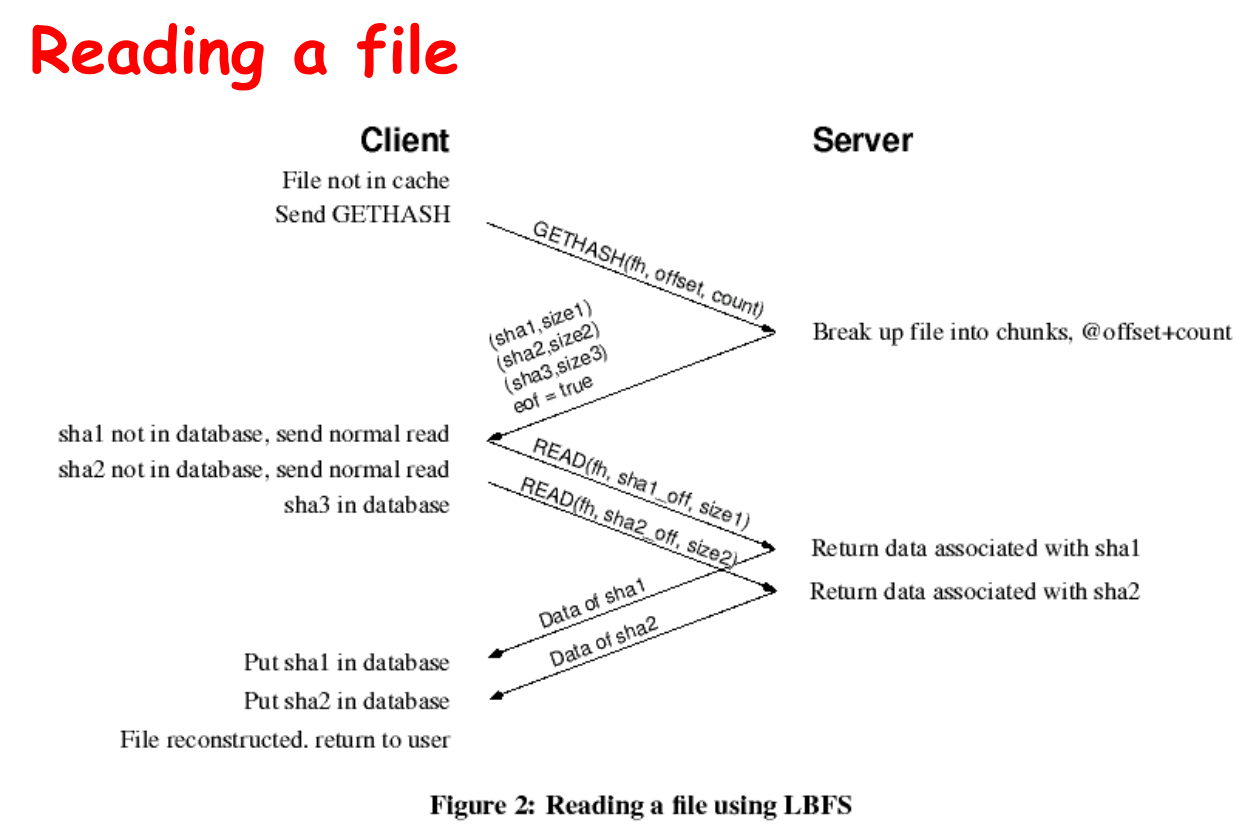 Reading a file
Client
Server
File not in cache
Send GETHASH
GETHASH(fh, offset, count)
Break up file into chunks, @offset+count
(sha1,size1)
(sha2,size2)
(sha3,size3)
eof = true
sha1 not in database, send normal read
sha2 not in database, send normal read
sha3 in database
READ(fh, sha1_off, size1)
READ(fh, sha2_off, size2)
Return data associated with sha1
Return data associated with sha2
Data of sha1
Data of sha2
Put sha1 in database
Put sha2 in database
File reconstructed. return to user
Figure 2: Reading a file using LBFS